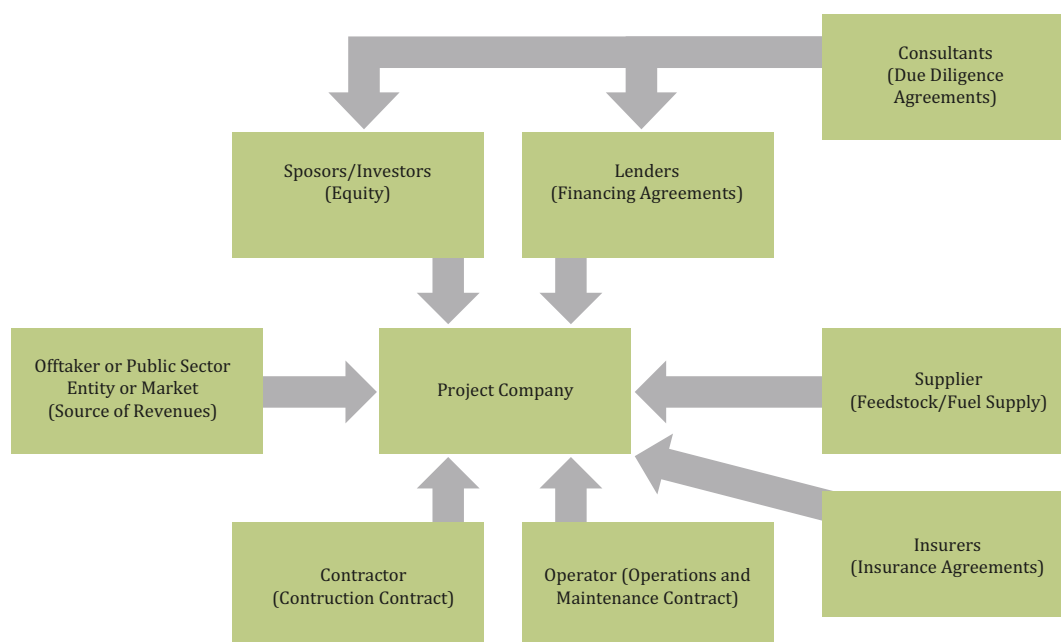 Consultants
(Due Diligence
Agreements)
Sposors/Investors
(Equity)
Lenders
(Financing Agreements)
Offtaker or Public Sector
Entity or Market
(Source of Revenues)
Project Company
Supplier
(Feedstock/Fuel Supply)
Contractor
(Contruction Contract)
Operator (Operations and
Maintenance Contract)
Insurers
(Insurance Agreements)